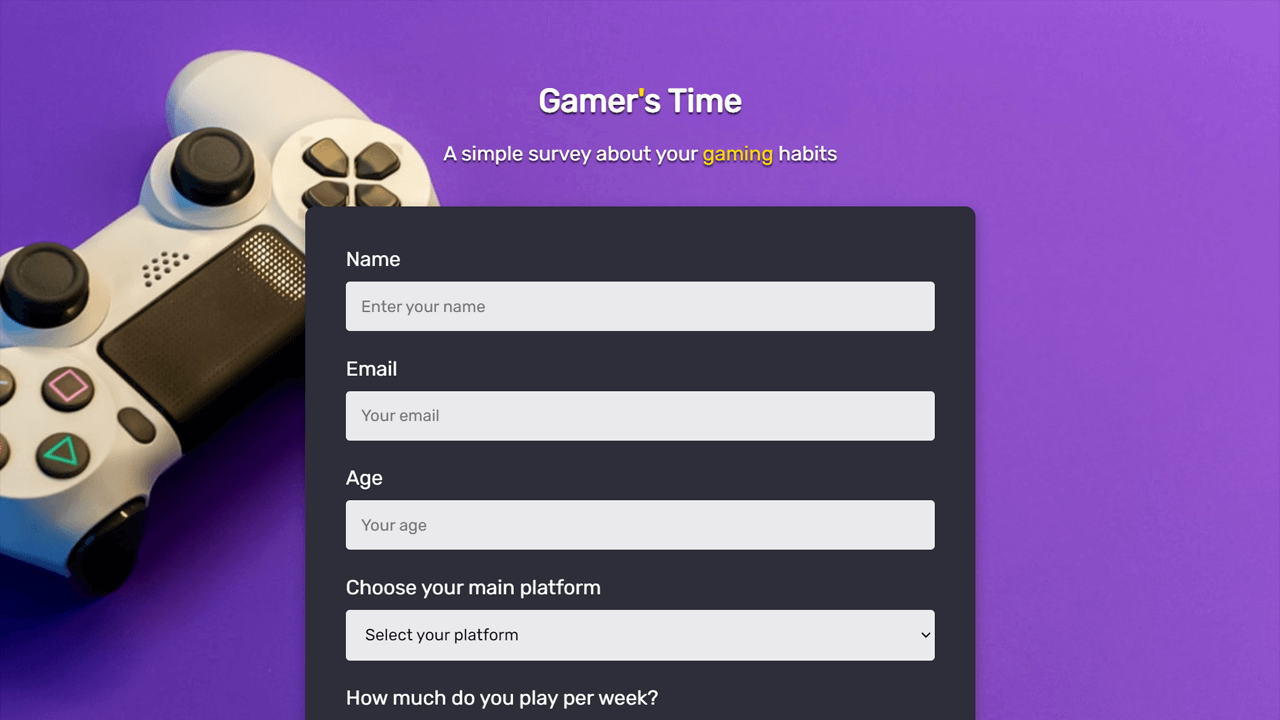 Gamer's Time
A simple survey about your gaming habits
Name
Enter your name
Email
Your email
Age
Your age
Choose your main platform
Select your platform
How much do you play per week?